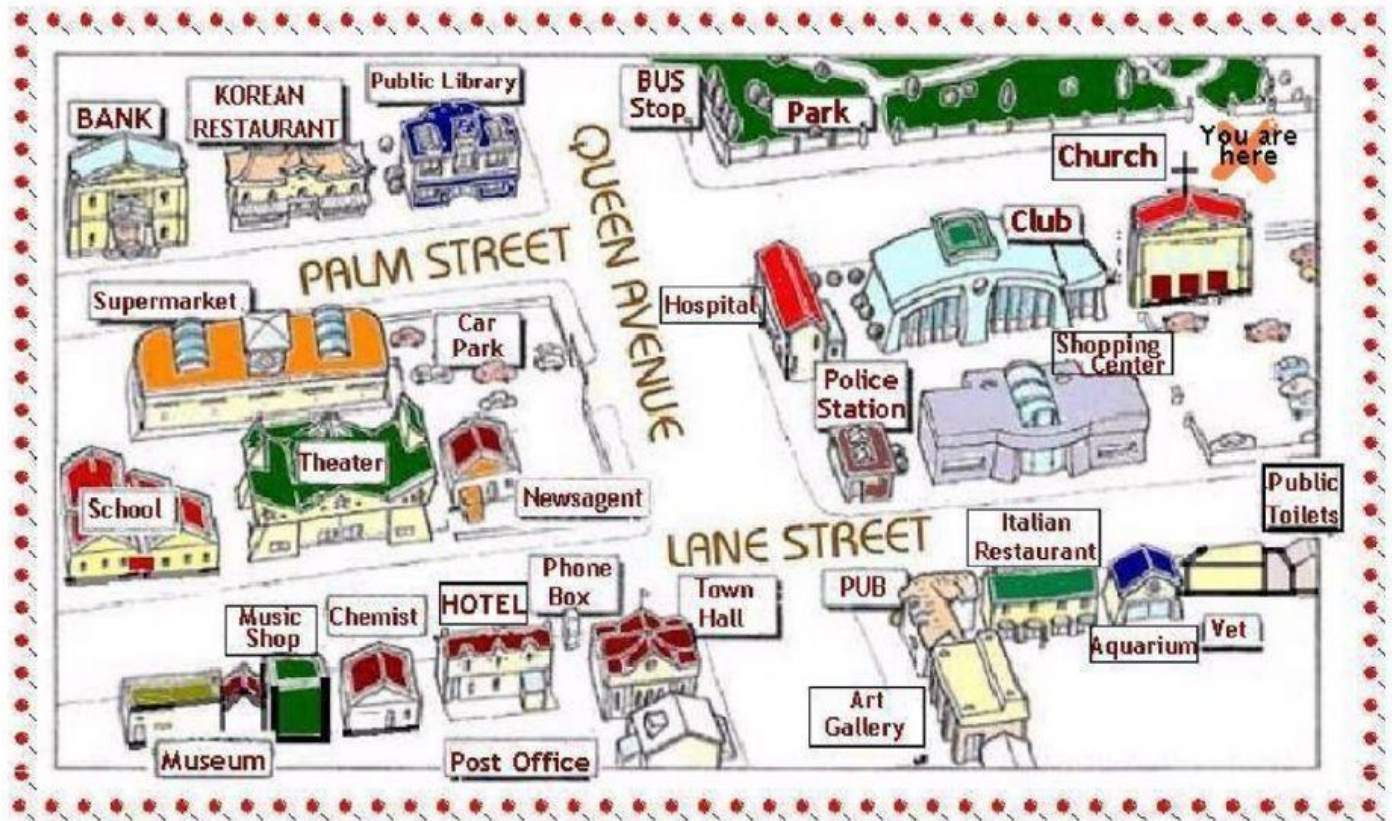 BANK
KOREAN
RESTAURANT
Public Library
BUS
Stop
Park
Church
You are
here
QUEEN AVENUE
PALM STREET
Club
Supermarket
Car
Park
Hospital
Shopping
Center
Police
Station
Theater
School
Newsagent
Public
Toilets
LANE STREET
Italian
Restaurant
Music
Shop
Chemist
HOTEL
Phone
Box
Town
Hall
PUB
Aquarium
Vet
Art
Gallery
Museum
Post Office